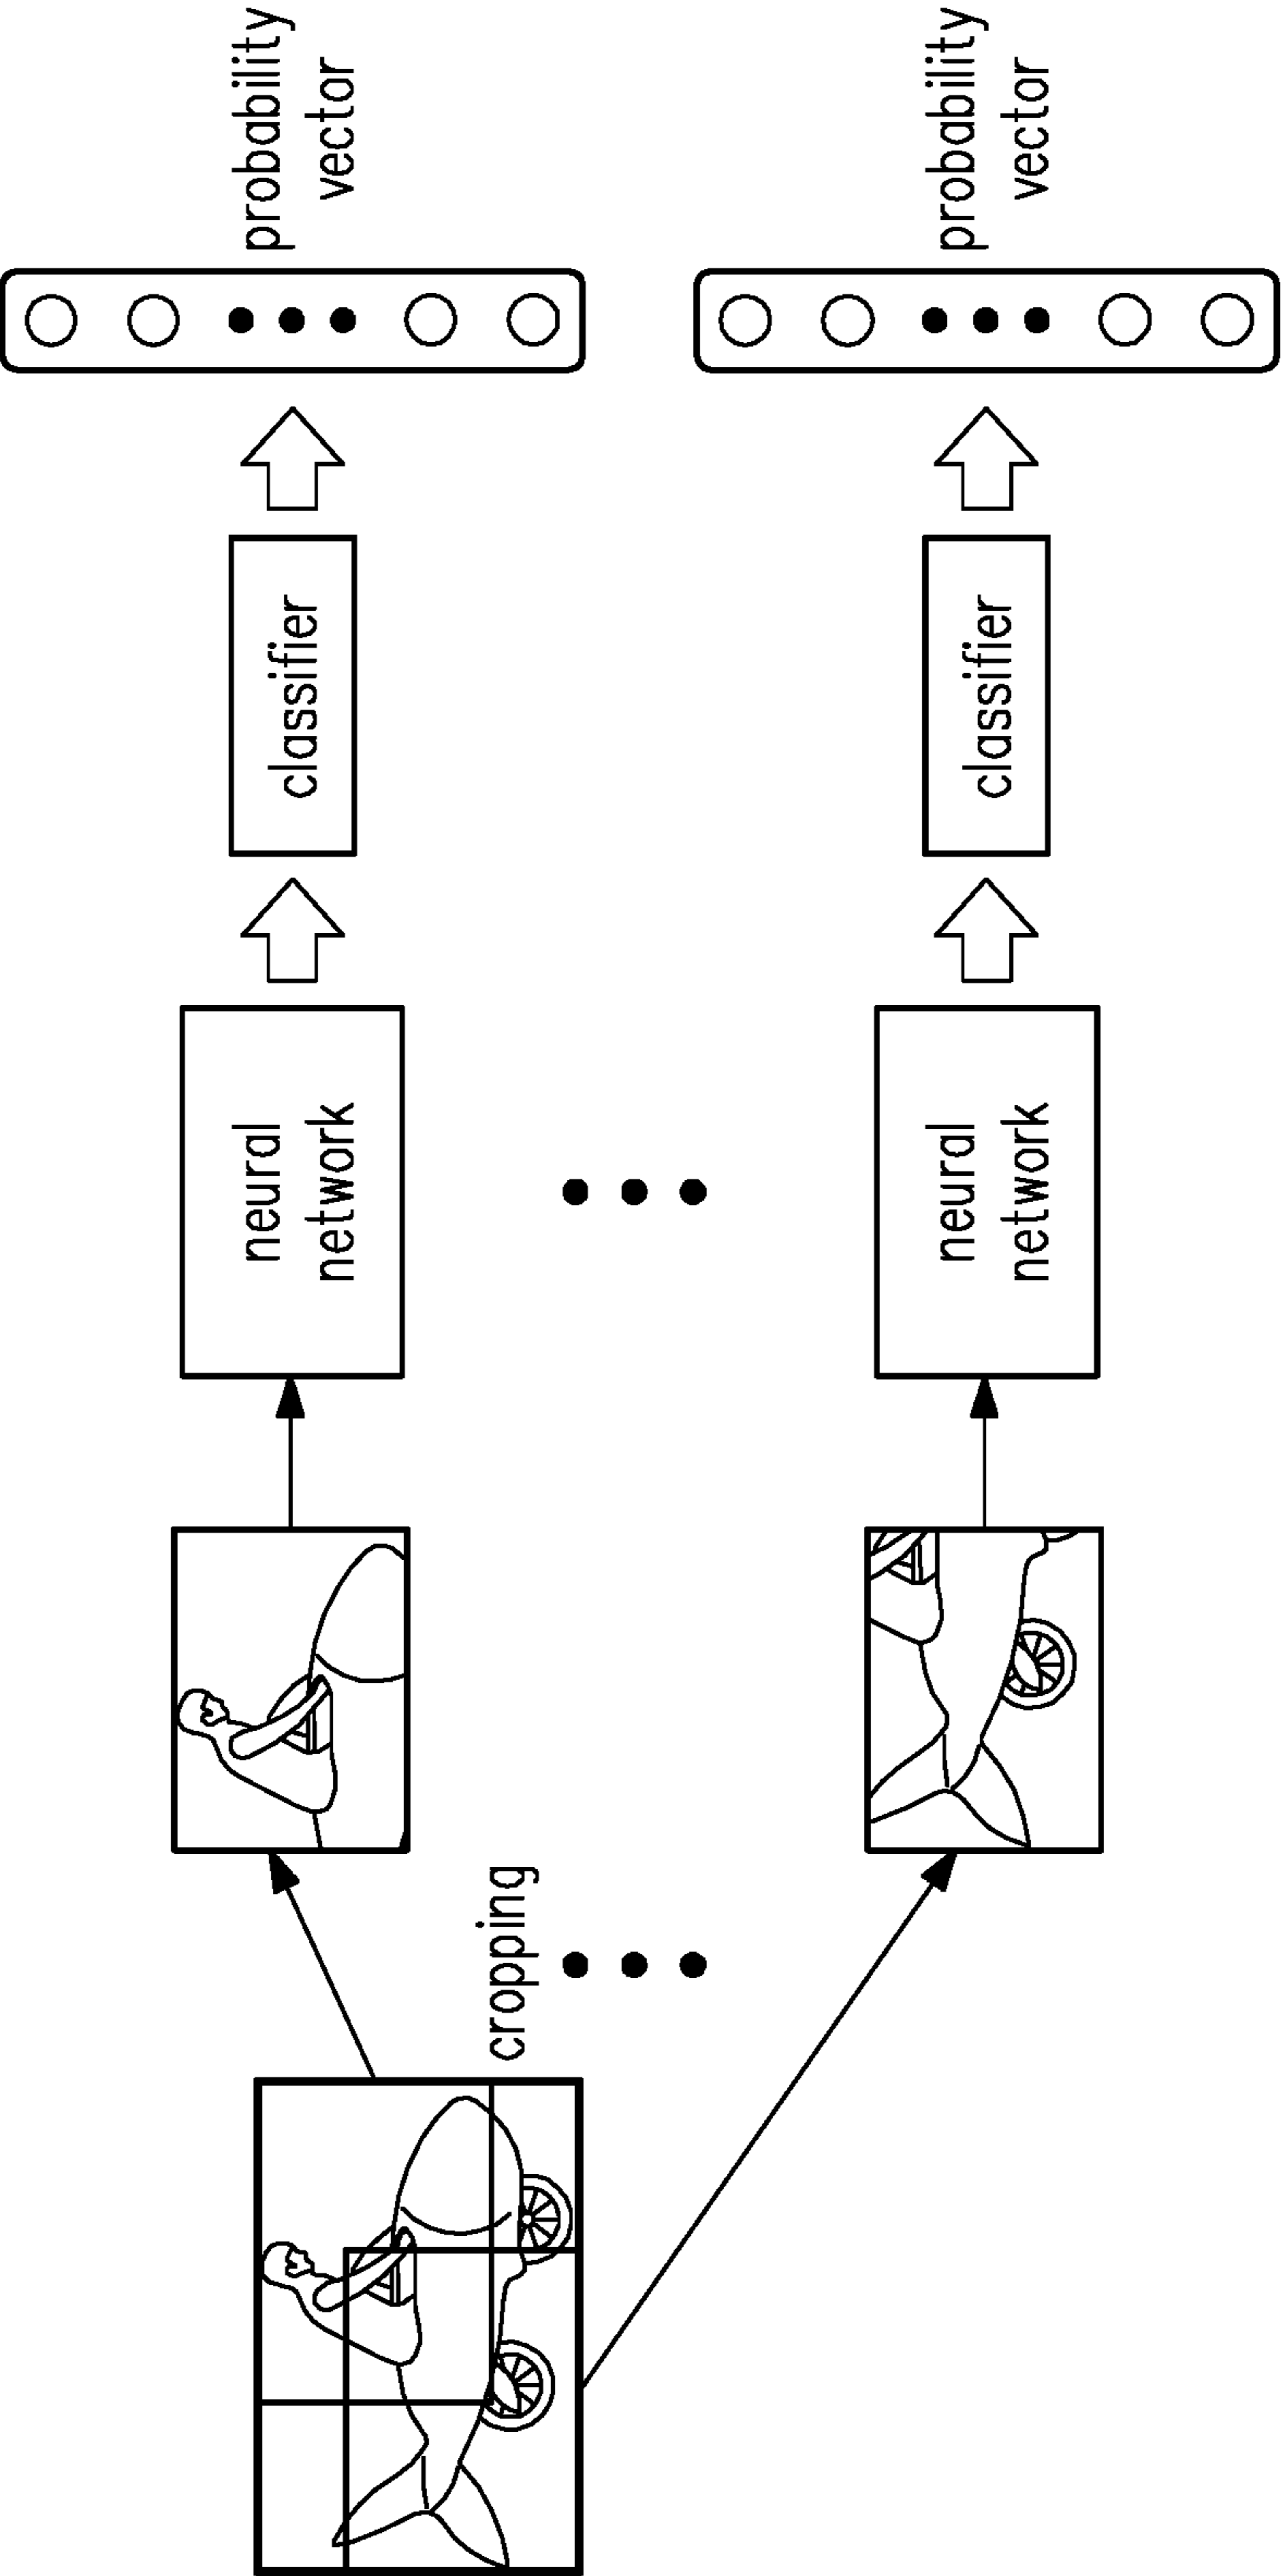 cropping
neural
network
classifier
probability
vector
neural
network
classifier
probability
vector